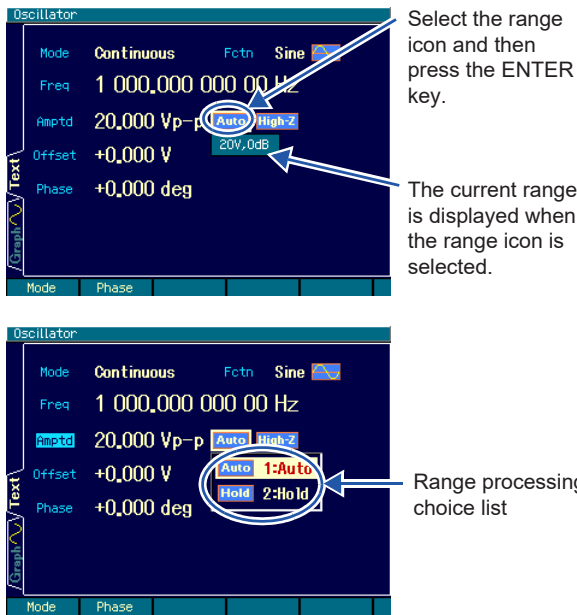 Oscillator
Mode Continuous Fctn Sine
Freq 1 000.000 000 00 Hz
Amptd 20.000 Vp-p Auto High-Z
20V,0dB
Offset +0.000 V
Phase +0.000 deg
Text
Graph
Mode Phase
Select the range
icon and then
press the ENTER
key.
The current range
is displayed when
the range icon is
selected.
Oscillator
Mode Continuous Fctn Sine
Freq 1 000.000 000 00 Hz
Amptd 20.000 Vp-p Auto High-Z
Auto 1:Auto
Offset +0.000 V
Hold 2:Hold
Phase +0.000 deg
Text
Graph
Mode Phase
Range processing
choice list